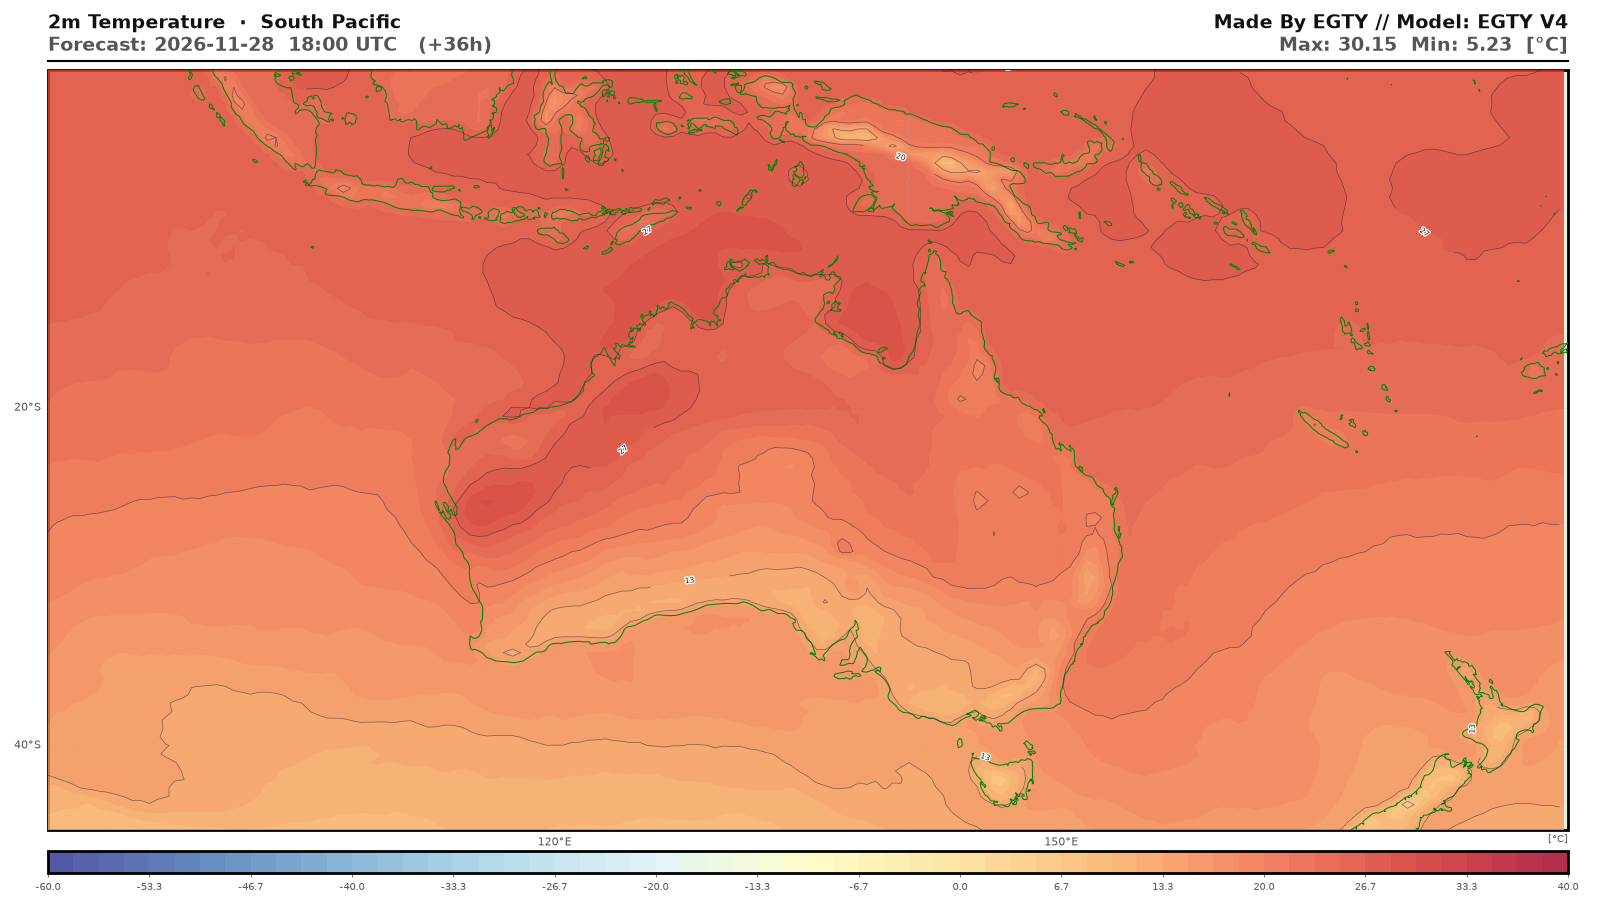 2m Temperature · South Pacific
Made By EGTY // Model: EGTY V4
Forecast: 2026-11-28 18:00 UTC (+36h)
Max: 30.15 Min: 5.23 [°C]
20
27
27
27
20°S
13
13
13
40°S
120°E
150°E
[°C]
-60.0
-53.3
-46.7
-40.0
-33.3
-26.7
-20.0
-13.3
-6.7
0.0
6.7
13.3
20.0
26.7
33.3
40.0